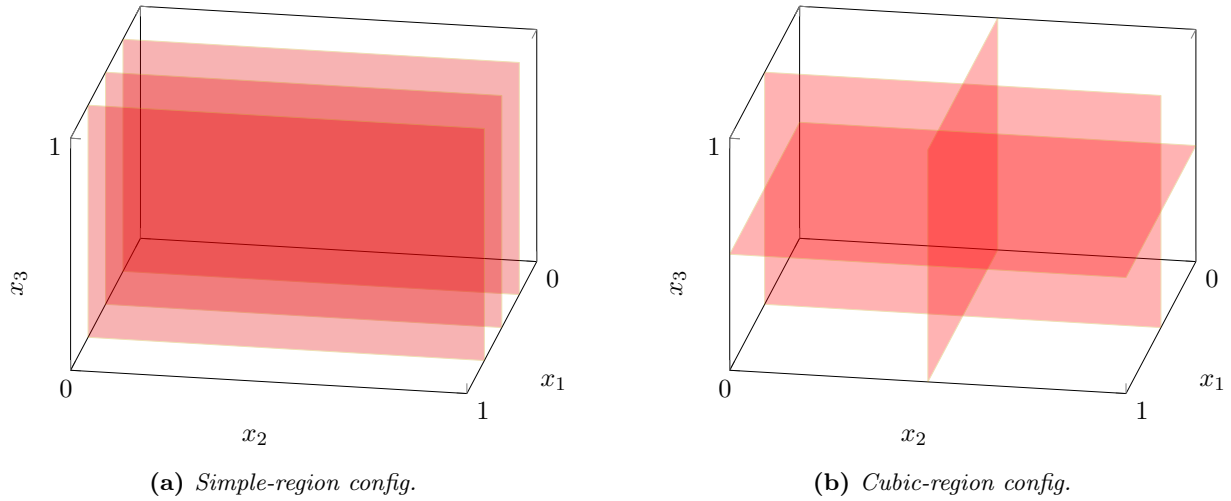 1
x₃
0
x₂
1
x₁
0
(a) Simple-region config.
1
x₃
0
x₂
1
x₁
0
(b) Cubic-region config.